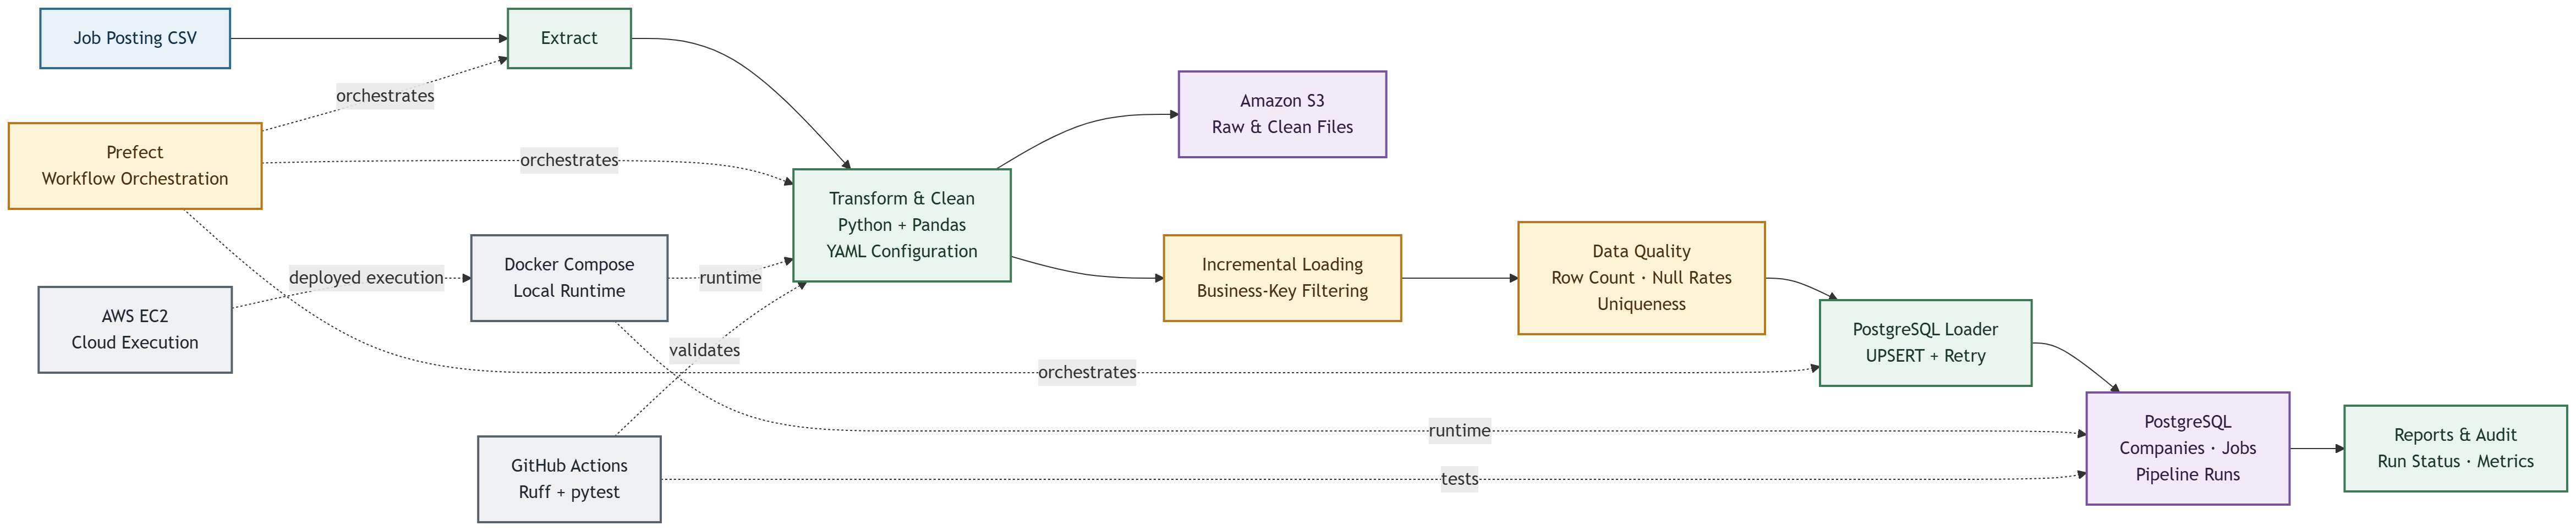 Job Posting CSV
Extract
orchestrates
Prefect
Workflow Orchestration
orchestrates
Amazon S3
Raw & Clean Files
Transform & Clean
Python + Pandas
YAML Configuration
AWS EC2
Cloud Execution
deployed execution
Docker Compose
Local Runtime
runtime
Incremental Loading
Business-Key Filtering
Data Quality
Row Count · Null Rates
Uniqueness
validates
orchestrates
PostgreSQL Loader
UPSERT + Retry
runtime
GitHub Actions
Ruff + pytest
tests
PostgreSQL
Companies · Jobs
Pipeline Runs
Reports & Audit
Run Status · Metrics